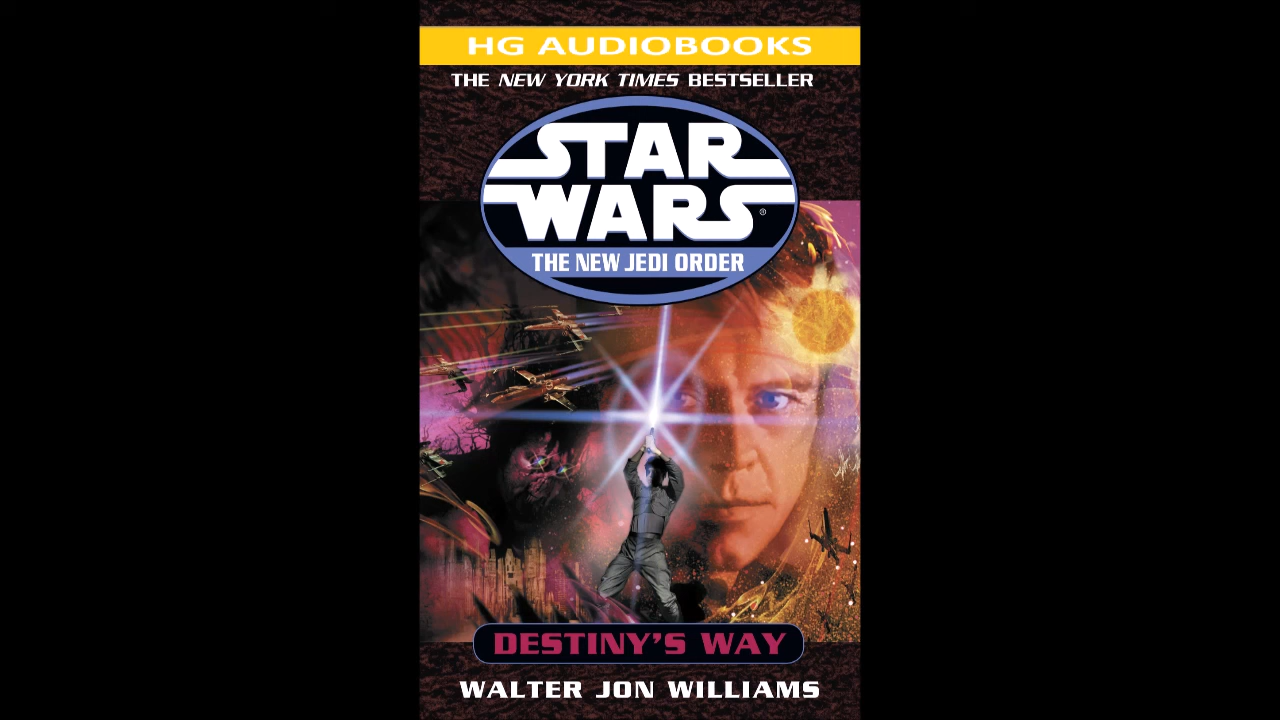 HG AUDIOBOOKS
THE NEW YORK TIMES BESTSELLER
STAR
WARS®
THE NEW JEDI ORDER
DESTINY'S WAY
WALTER JON WILLIAMS